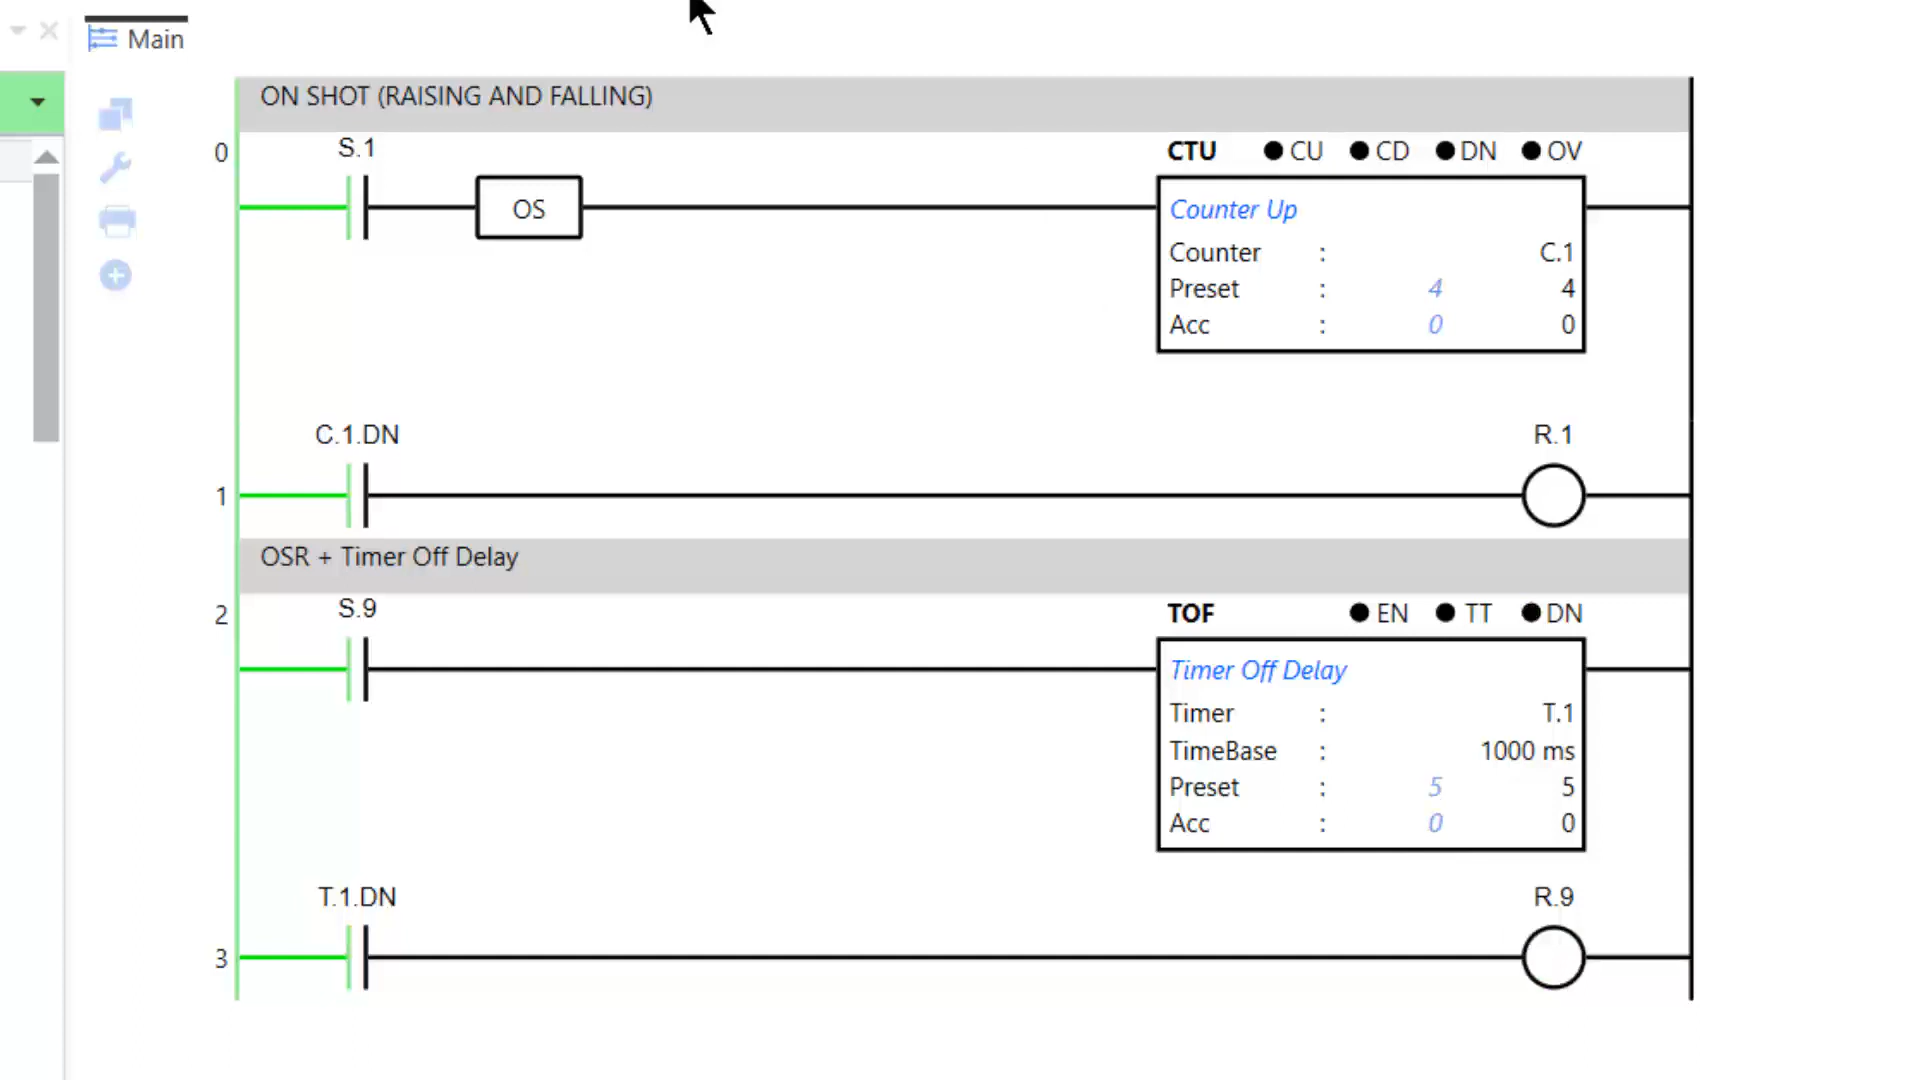 Main
ON SHOT (RAISING AND FALLING)
0
S.1
OS
CTU CU CD DN OV
Counter Up
Counter : C.1
Preset : 4 4
Acc : 0 0
C.1.DN
R.1
1
OSR + Timer Off Delay
2
S.9
TOF EN TT DN
Timer Off Delay
Timer : T.1
TimeBase : 1000 ms
Preset : 5 5
Acc : 0 0
T.1.DN
R.9
3